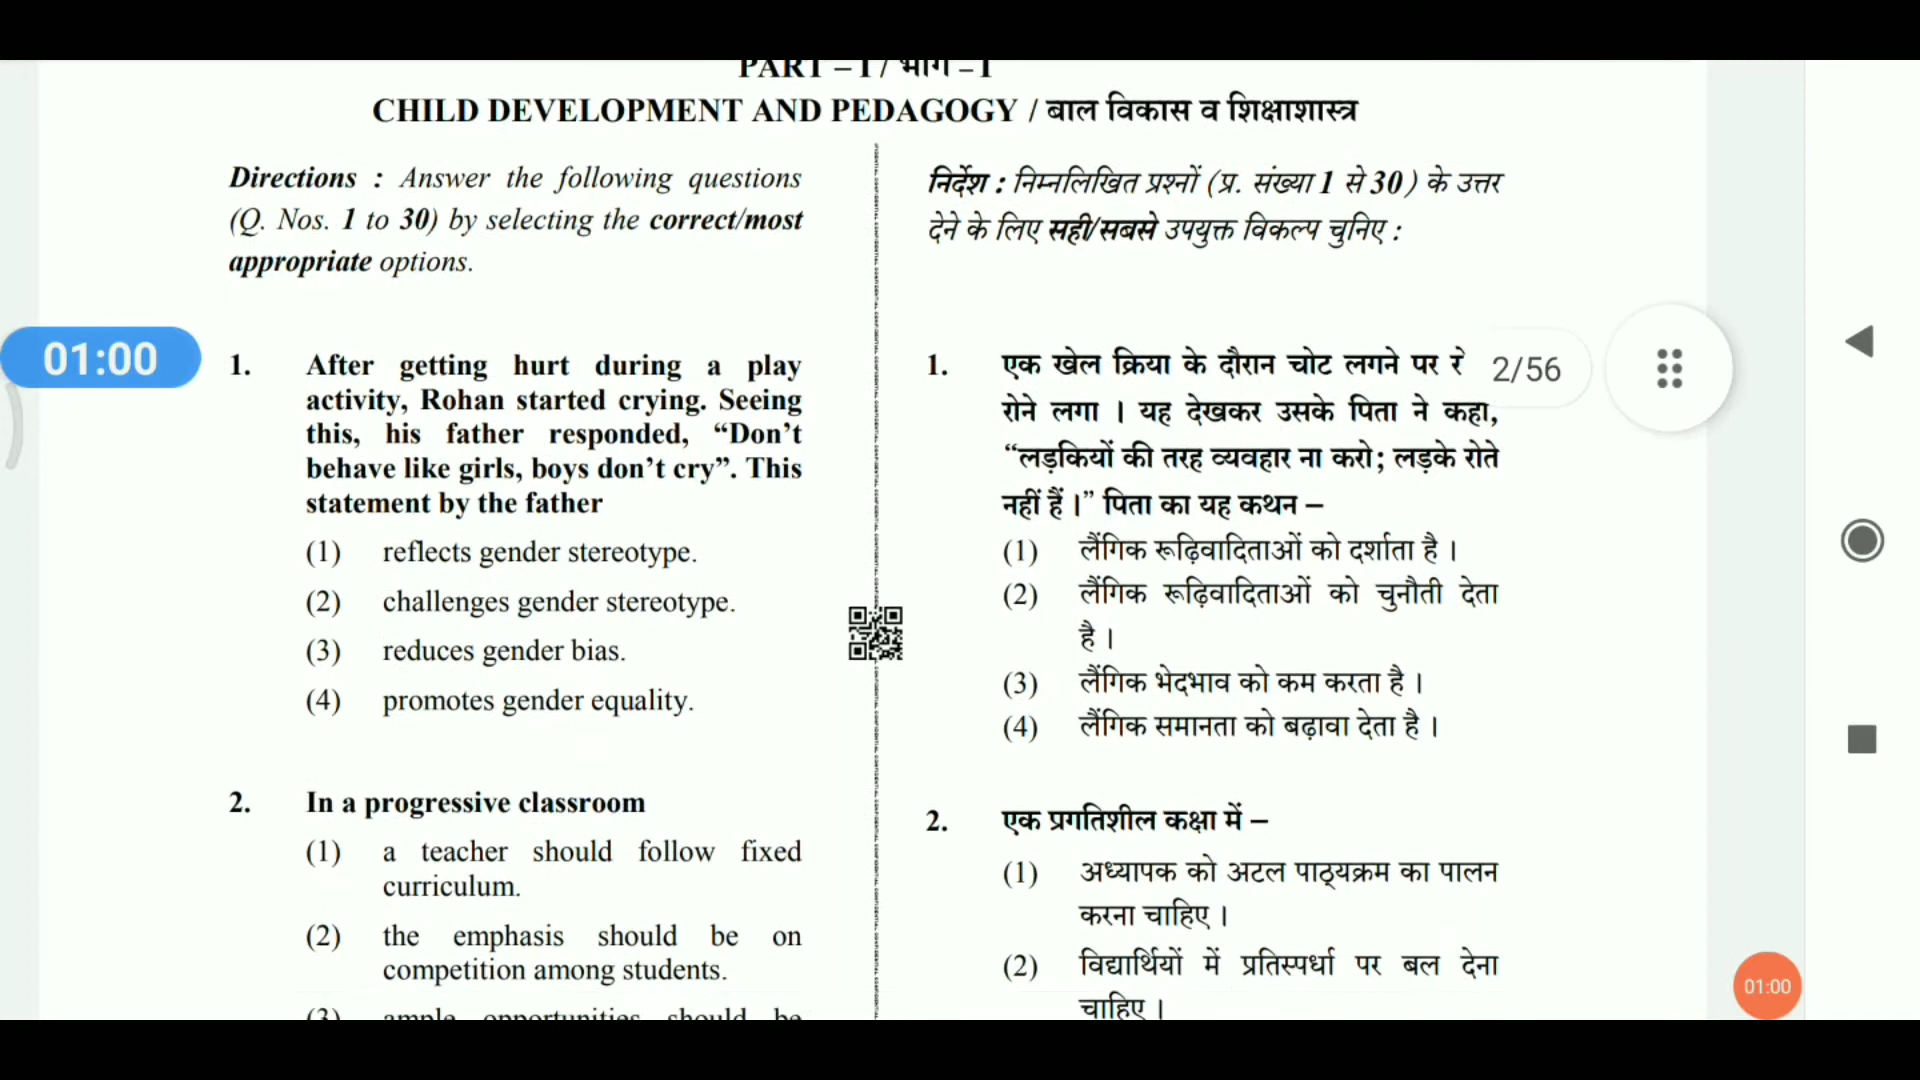 PART – I / भाग – I
CHILD DEVELOPMENT AND PEDAGOGY / बाल विकास व शिक्षाशास्त्र
Directions : Answer the following questions
(Q. Nos. 1 to 30) by selecting the correct/most
appropriate options.
1. After getting hurt during a play
activity, Rohan started crying. Seeing
this, his father responded, “Don’t
behave like girls, boys don’t cry”. This
statement by the father
(1) reflects gender stereotype.
(2) challenges gender stereotype.
(3) reduces gender bias.
(4) promotes gender equality.
2. In a progressive classroom
(1) a teacher should follow fixed
curriculum.
(2) the emphasis should be on
competition among students.
(3) ample opportunities should be
निर्देश : निम्नलिखित प्रश्नों (प्र. संख्या 1 से 30) के उत्तर
देने के लिए सही/सबसे उपयुक्त विकल्प चुनिए :
1. एक खेल क्रिया के दौरान चोट लगने पर
रोने लगा । यह देखकर उसके पिता ने कहा,
“लड़कियों की तरह व्यवहार ना करो; लड़के रोते
नहीं हैं ।” पिता का यह कथन –
(1) लैंगिक रूढ़िवादिताओं को दर्शाता है ।
(2) लैंगिक रूढ़िवादिताओं को चुनौती देता
है ।
(3) लैंगिक भेदभाव को कम करता है ।
(4) लैंगिक समानता को बढ़ावा देता है ।
2. एक प्रगतिशील कक्षा में –
(1) अध्यापक को अटल पाठ्यक्रम का पालन
करना चाहिए ।
(2) विद्यार्थियों में प्रतिस्पर्धा पर बल देना
चाहिए ।
01:00
2/56
01:00